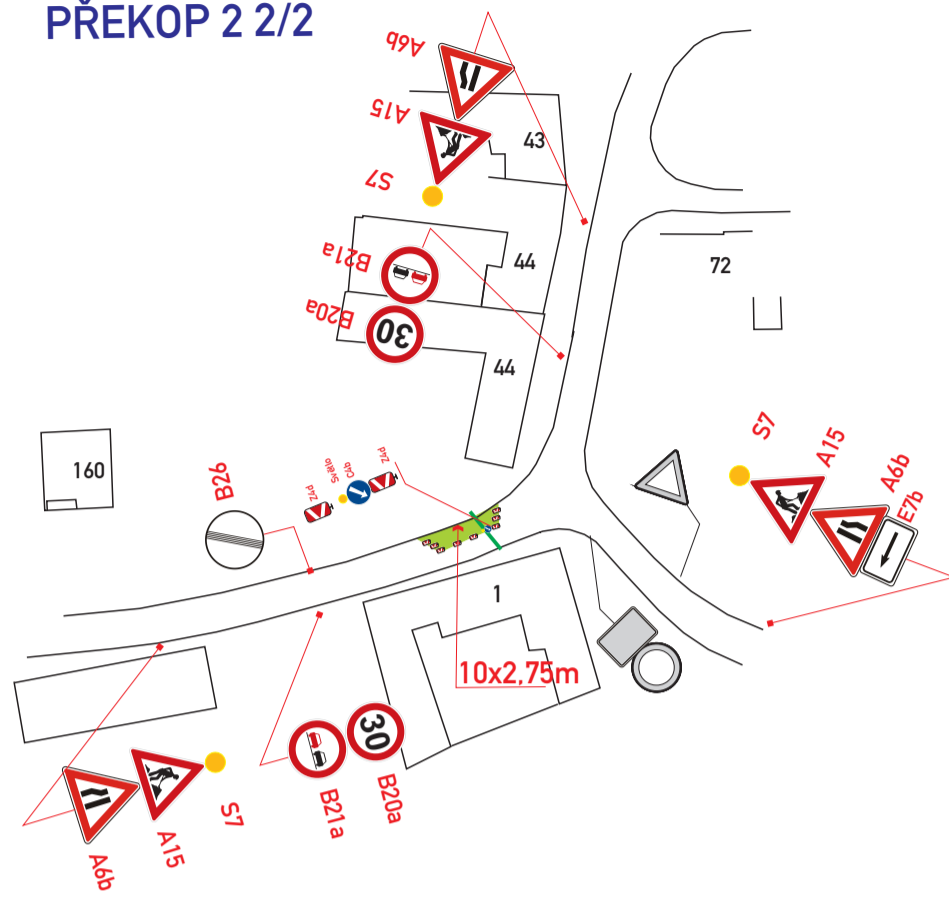 PŘEKOP 2 2/2
A6b
A15
S7
43
B21a
44
B20a
30
44
72
160
B26
Z4d
Světlo
C4b
Z4d
S7
A15
A6b
E7b
1
10x2,75m
30
B21a
B20a
S7
A15
A6b